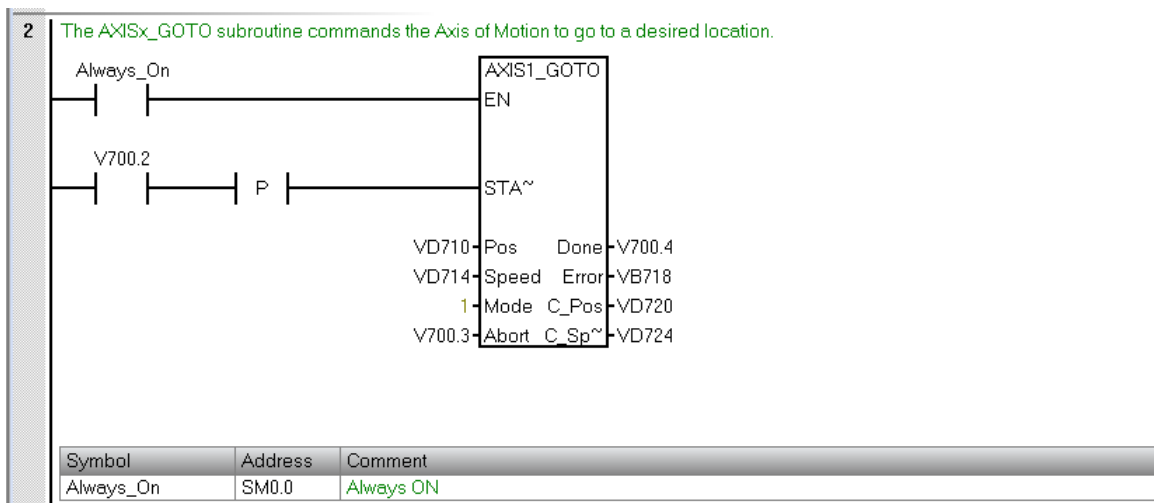 2 The AXISx_GOTO subroutine commands the Axis of Motion to go to a desired location.
Always_On AXIS1_GOTO
EN
V700.2
P STA~
VD710 Pos Done V700.4
VD714 Speed Error VB718
1 Mode C_Pos VD720
V700.3 Abort C_Sp~ VD724
Symbol Address Comment
Always_On SM0.0 Always ON